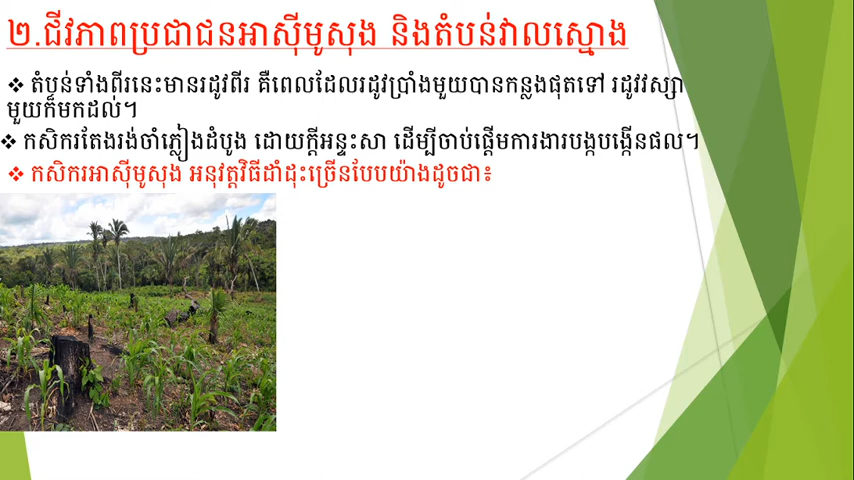 ២.ជីវភាពប្រជាជនអាស៊ីមូសុង និងតំបន់វាលស្មោង
❖ តំបន់ទាំងពីរនេះមានរដូវពីរ គឺពេលដែលរដូវប្រាំងមួយបានកន្លងផុតទៅ រដូវវស្សា
មួយក៏មកដល់។
❖ កសិករតែងរង់ចាំភ្លៀងដំបូង ដោយក្ដីអន្ទះសា ដើម្បីចាប់ផ្ដើមការងារបង្កបង្កើនផល។
❖ កសិករអាស៊ីមូសុង អនុវត្តវិធីដាំដុះច្រើនបែបយ៉ាងដូចជា៖